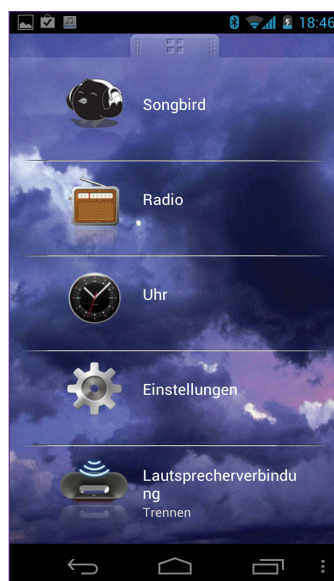 18:46
Songbird
Radio
Uhr
Einstellungen
Lautsprecherverbindu
ng
Trennen